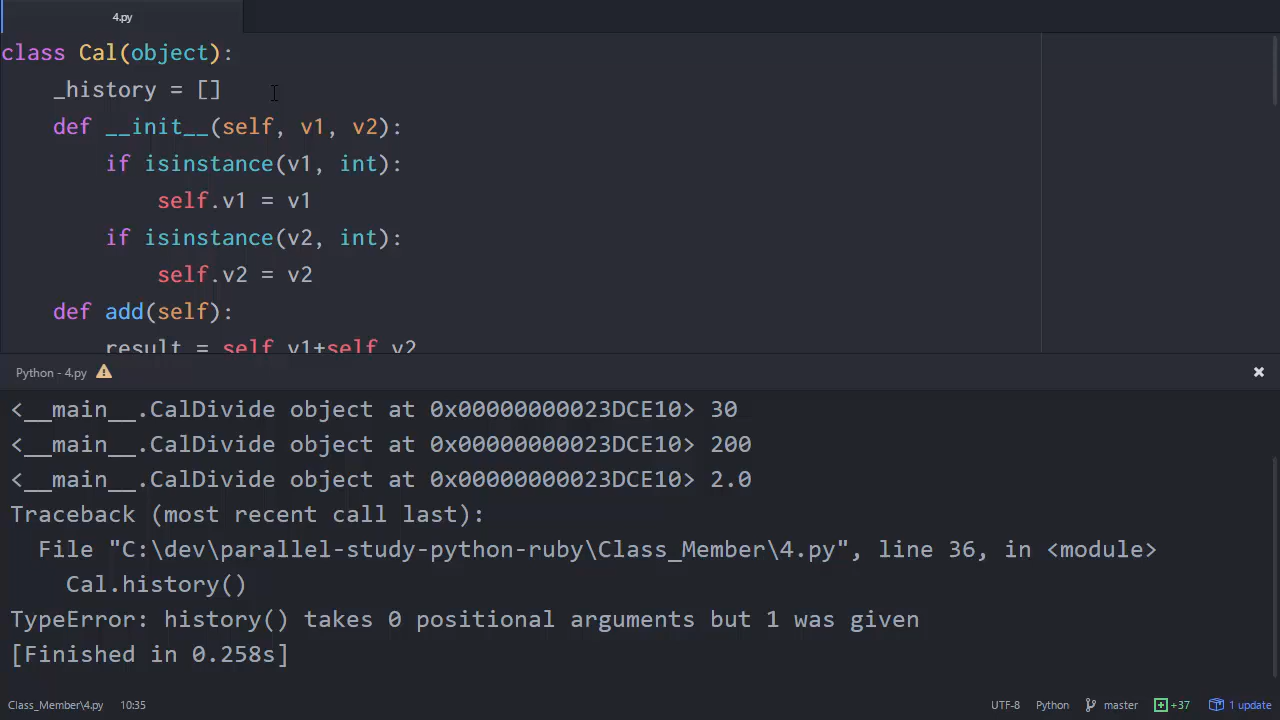 4.py
class Cal(object):
_history = []
def __init__(self, v1, v2):
if isinstance(v1, int):
self.v1 = v1
if isinstance(v2, int):
self.v2 = v2
def add(self):
result = self.v1+self.v2
Python - 4.py
<__main__.CalDivide object at 0x00000000023DCE10> 30
<__main__.CalDivide object at 0x00000000023DCE10> 200
<__main__.CalDivide object at 0x00000000023DCE10> 2.0
Traceback (most recent call last):
File "C:\dev\parallel-study-python-ruby\Class_Member\4.py", line 36, in <module>
Cal.history()
TypeError: history() takes 0 positional arguments but 1 was given
[Finished in 0.258s]
Class_Member\4.py 10:35 UTF-8 Python master +37 1 update